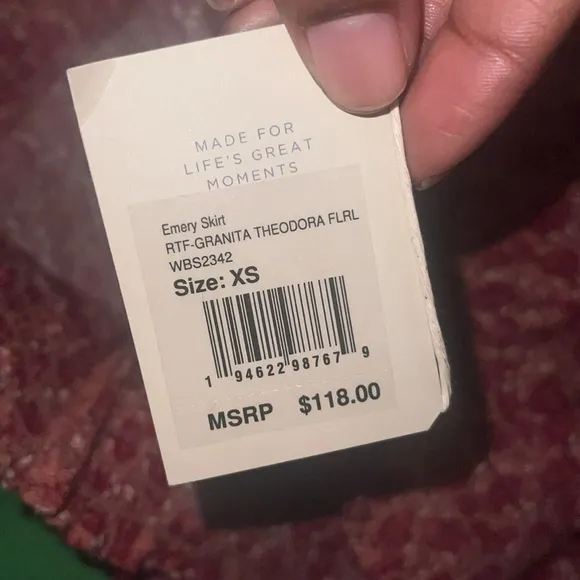 MADE FOR
LIFE'S GREAT
MOMENTS
Emery Skirt
RTF-GRANITA THEODORA FLRL
WBS2342
Size: XS
1 94622 98767 9
MSRP $118.00